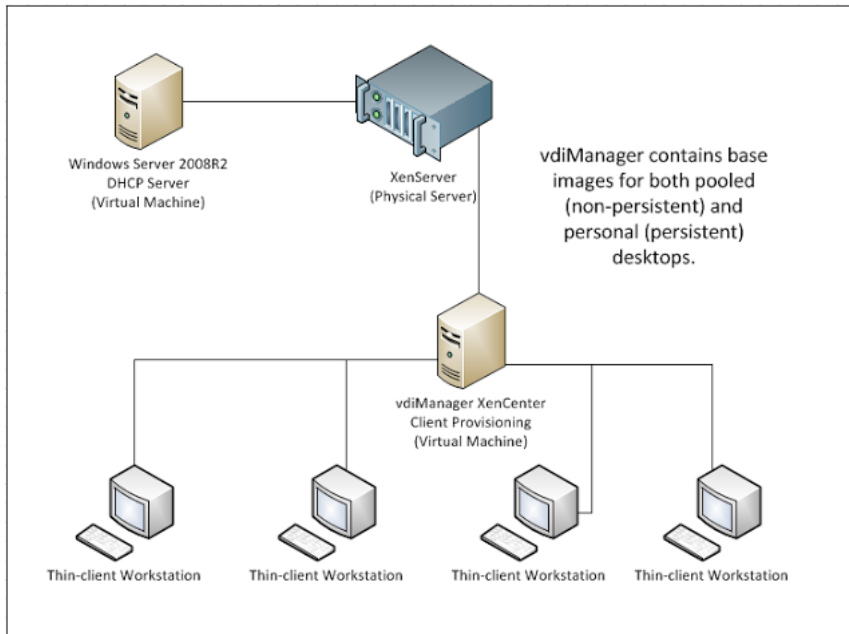 Windows Server 2008R2
DHCP Server
(Virtual Machine)
XenServer
(Physical Server)
vdiManager contains base
images for both pooled
(non-persistent) and
personal (persistent)
desktops.
vdiManager XenCenter
Client Provisioning
(Virtual Machine)
Thin-client Workstation
Thin-client Workstation
Thin-client Workstation
Thin-client Workstation